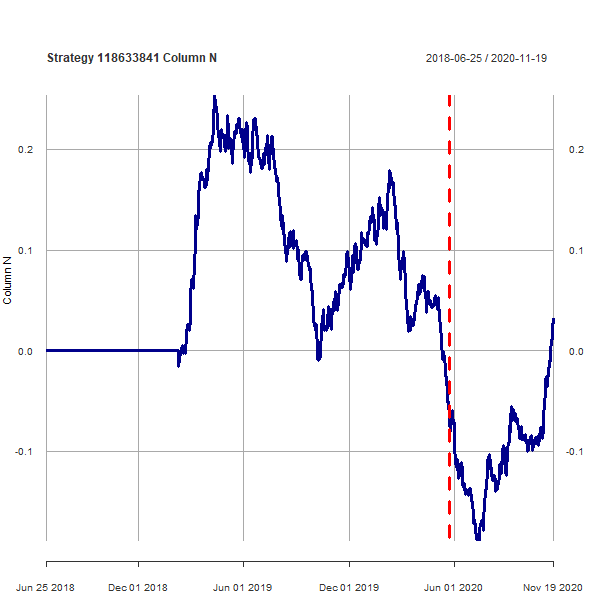 Strategy 118633841 Column N
2018-06-25 / 2020-11-19
0.2
0.2
0.1
0.1
Column N
0.0
0.0
-0.1
-0.1
Jun 25 2018
Dec 01 2018
Jun 01 2019
Dec 01 2019
Jun 01 2020
Nov 19 2020